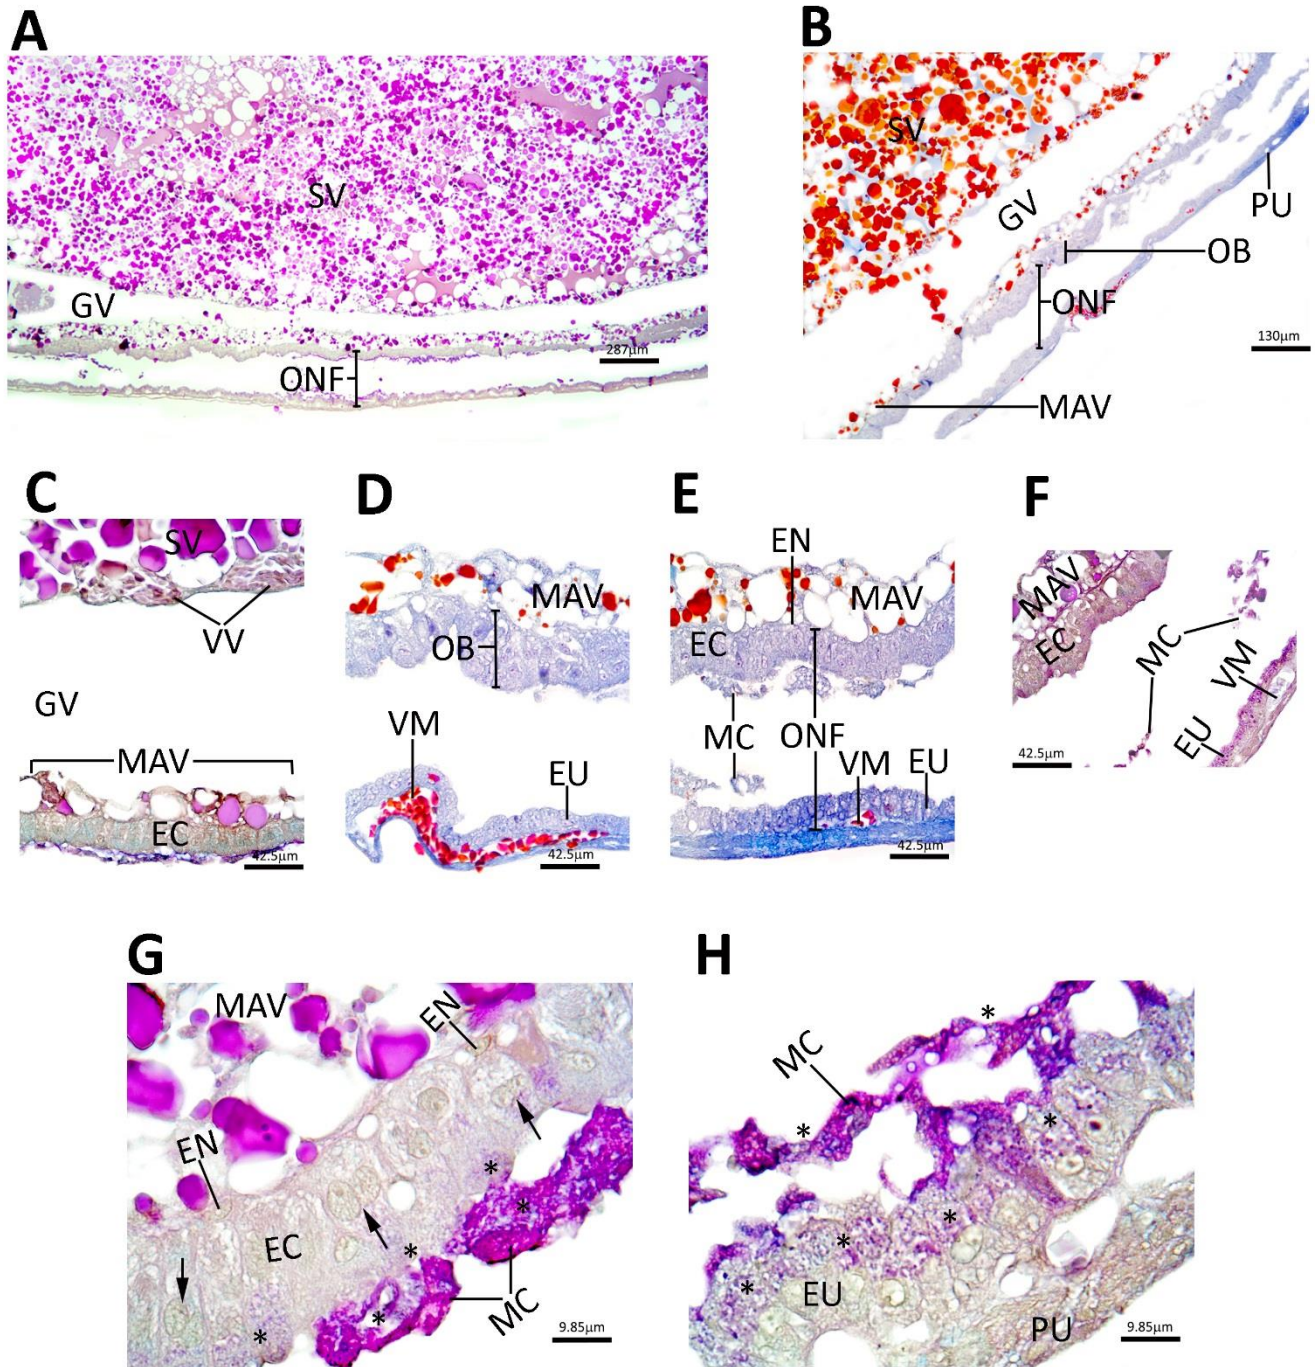 A
SV
GV
287µm
ONF
B
SV
GV
PU
OB
ONF
130µm
MAV
C
SV
VV
GV
MAV
EC
42.5µm
D
MAV
OB
VM
EU
42.5µm
E
EN
MAV
EC
MC
ONF
VM
EU
42.5µm
F
MAV
EC
MC
VM
EU
42.5µm
G
MAV
EN
EN
*
*
EC
*
*
*
MC
9.85µm
H
*
MC
*
*
*
*
*
EU
PU
9.85µm